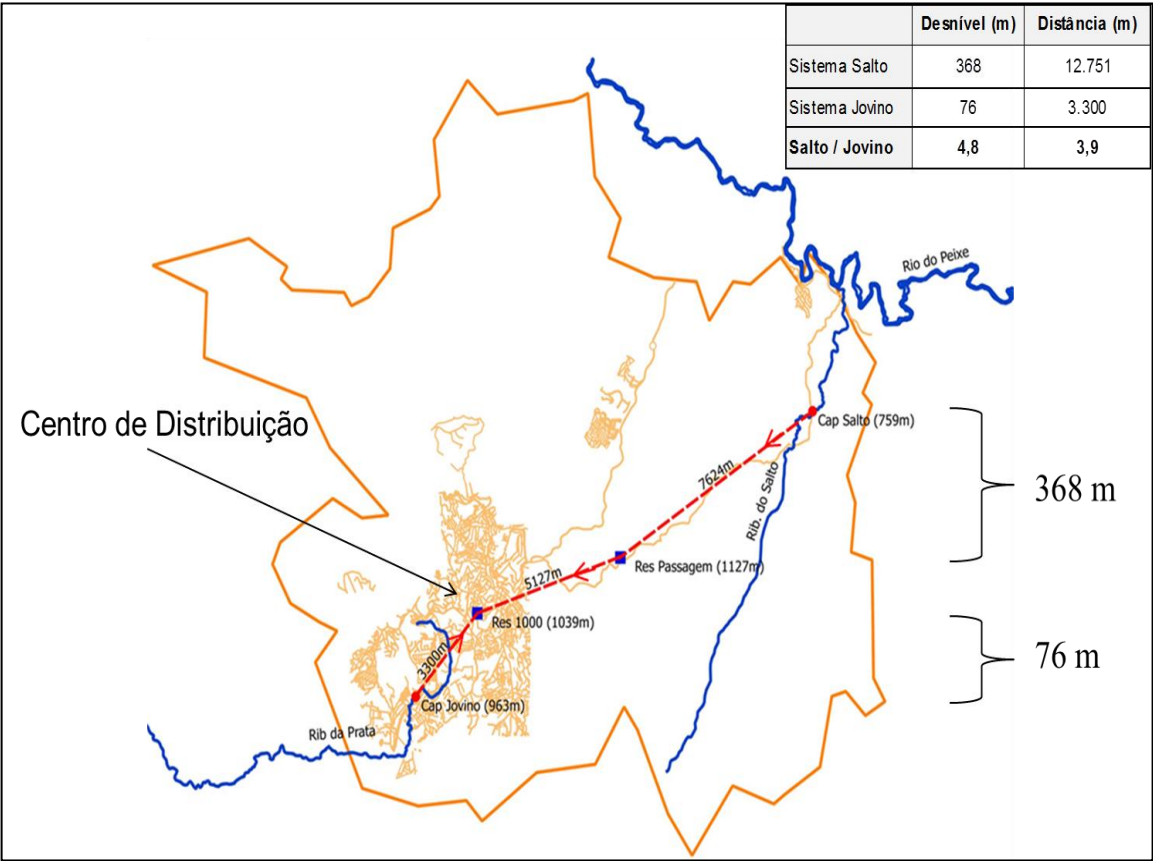 Desnível (m) Distância (m)
Sistema Salto 368 12.751
Sistema Jovino 76 3.300
Salto / Jovino 4,8 3,9
Rio do Peixe
Centro de Distribuição
Cap Salto (759m)
7624m
Rib. do Salto
368 m
Res Passagem (1127m)
5127m
Res 1000 (1039m)
3300m
76 m
Cap Jovino (963m)
Rib da Prata